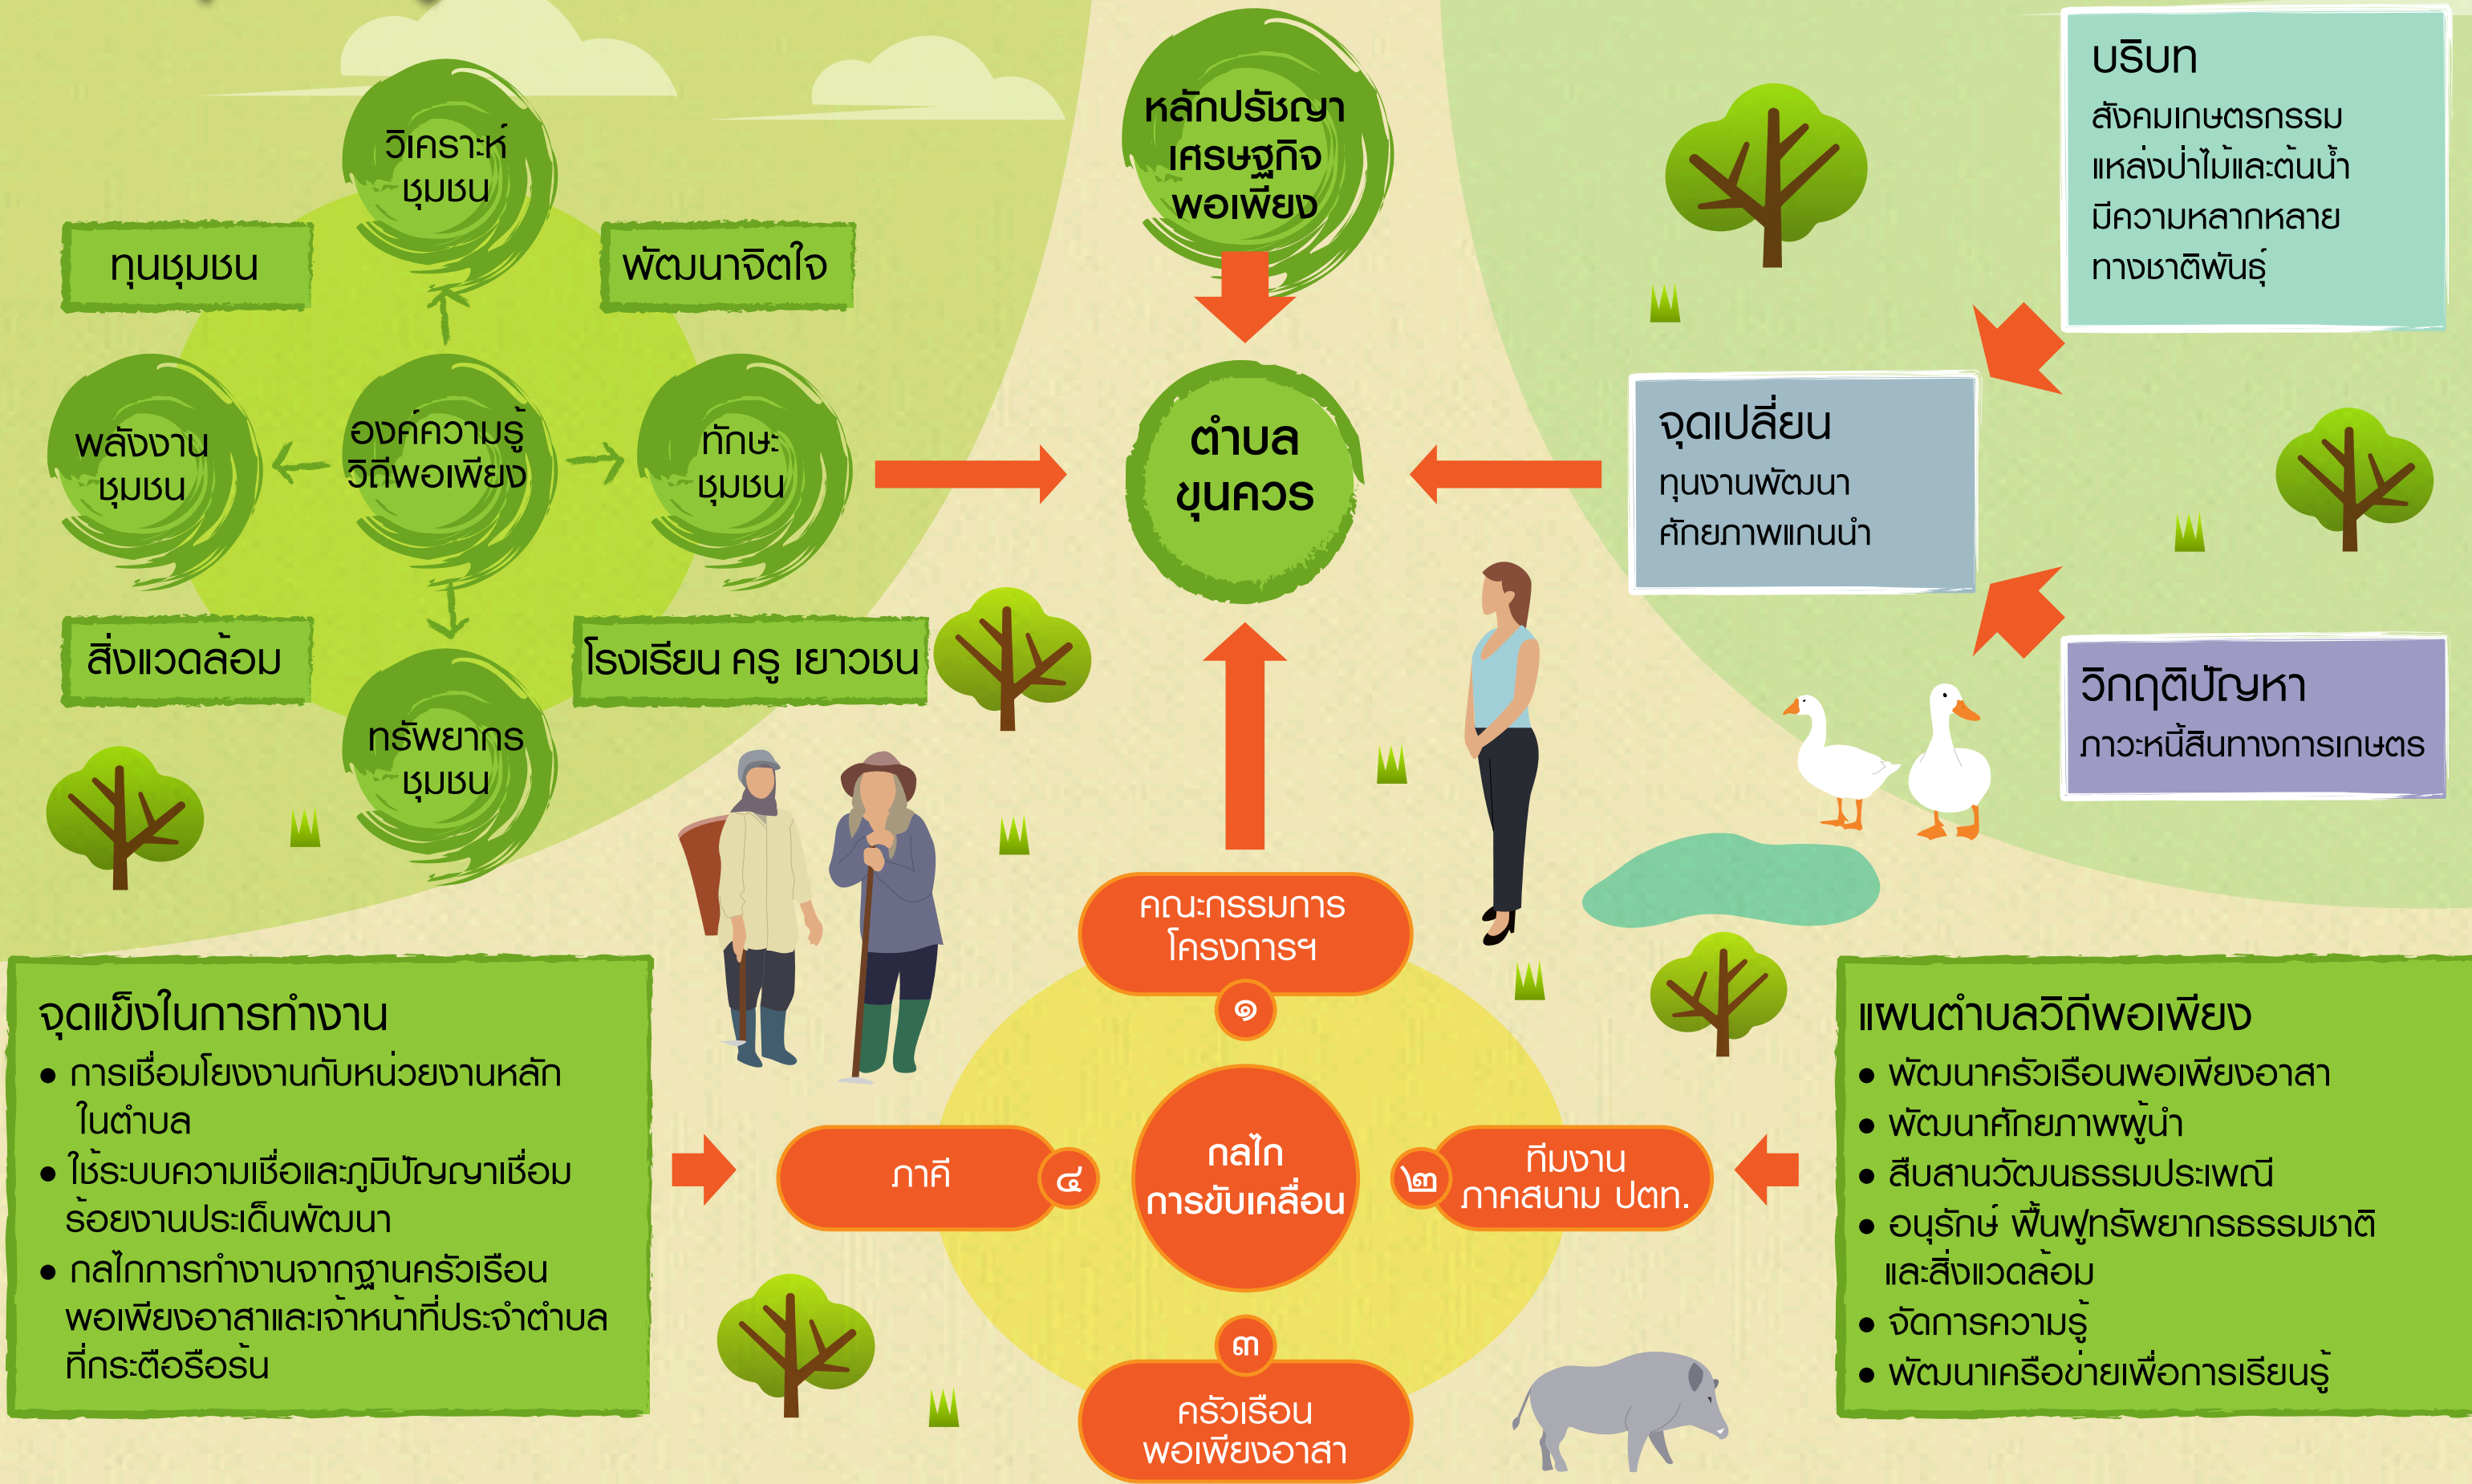 วิเคราะห์
ชุมชน
ทุนชุมชน
พัฒนาจิตใจ
พลังงาน
ชุมชน
องค์ความรู้
วิถีพอเพียง
ทักษะ
ชุมชน
สิ่งแวดล้อม
โรงเรียน ครู เยาวชน
ทรัพยากร
ชุมชน
หลักปรัชญา
เศรษฐกิจ
พอเพียง
ตำบล
ขุนควร
บริบท
สังคมเกษตรกรรม
แหล่งป่าไม้และต้นน้ำ
มีความหลากหลาย
ทางชาติพันธุ์
จุดเปลี่ยน
ทุนงานพัฒนา
ศักยภาพแกนนำ
วิกฤติปัญหา
ภาวะหนี้สินทางการเกษตร
จุดแข็งในการทำงาน
• การเชื่อมโยงงานกับหน่วยงานหลัก
ในตำบล
• ใช้ระบบความเชื่อและภูมิปัญญาเชื่อม
ร้อยงานประเด็นพัฒนา
• กลไกการทำงานจากฐานครัวเรือน
พอเพียงอาสาและเจ้าหน้าที่ประจำตำบล
ที่กระตือรือร้น
คณะกรรมการ
โครงการฯ
๑
กลไก
การขับเคลื่อน
ภาคี
๔
๒
ทีมงาน
ภาคสนาม ปตท.
๓
ครัวเรือน
พอเพียงอาสา
แผนตำบลวิถีพอเพียง
• พัฒนาครัวเรือนพอเพียงอาสา
• พัฒนาศักยภาพผู้นำ
• สืบสานวัฒนธรรมประเพณี
• อนุรักษ์ ฟื้นฟูทรัพยากรธรรมชาติ
และสิ่งแวดล้อม
• จัดการความรู้
• พัฒนาเครือข่ายเพื่อการเรียนรู้